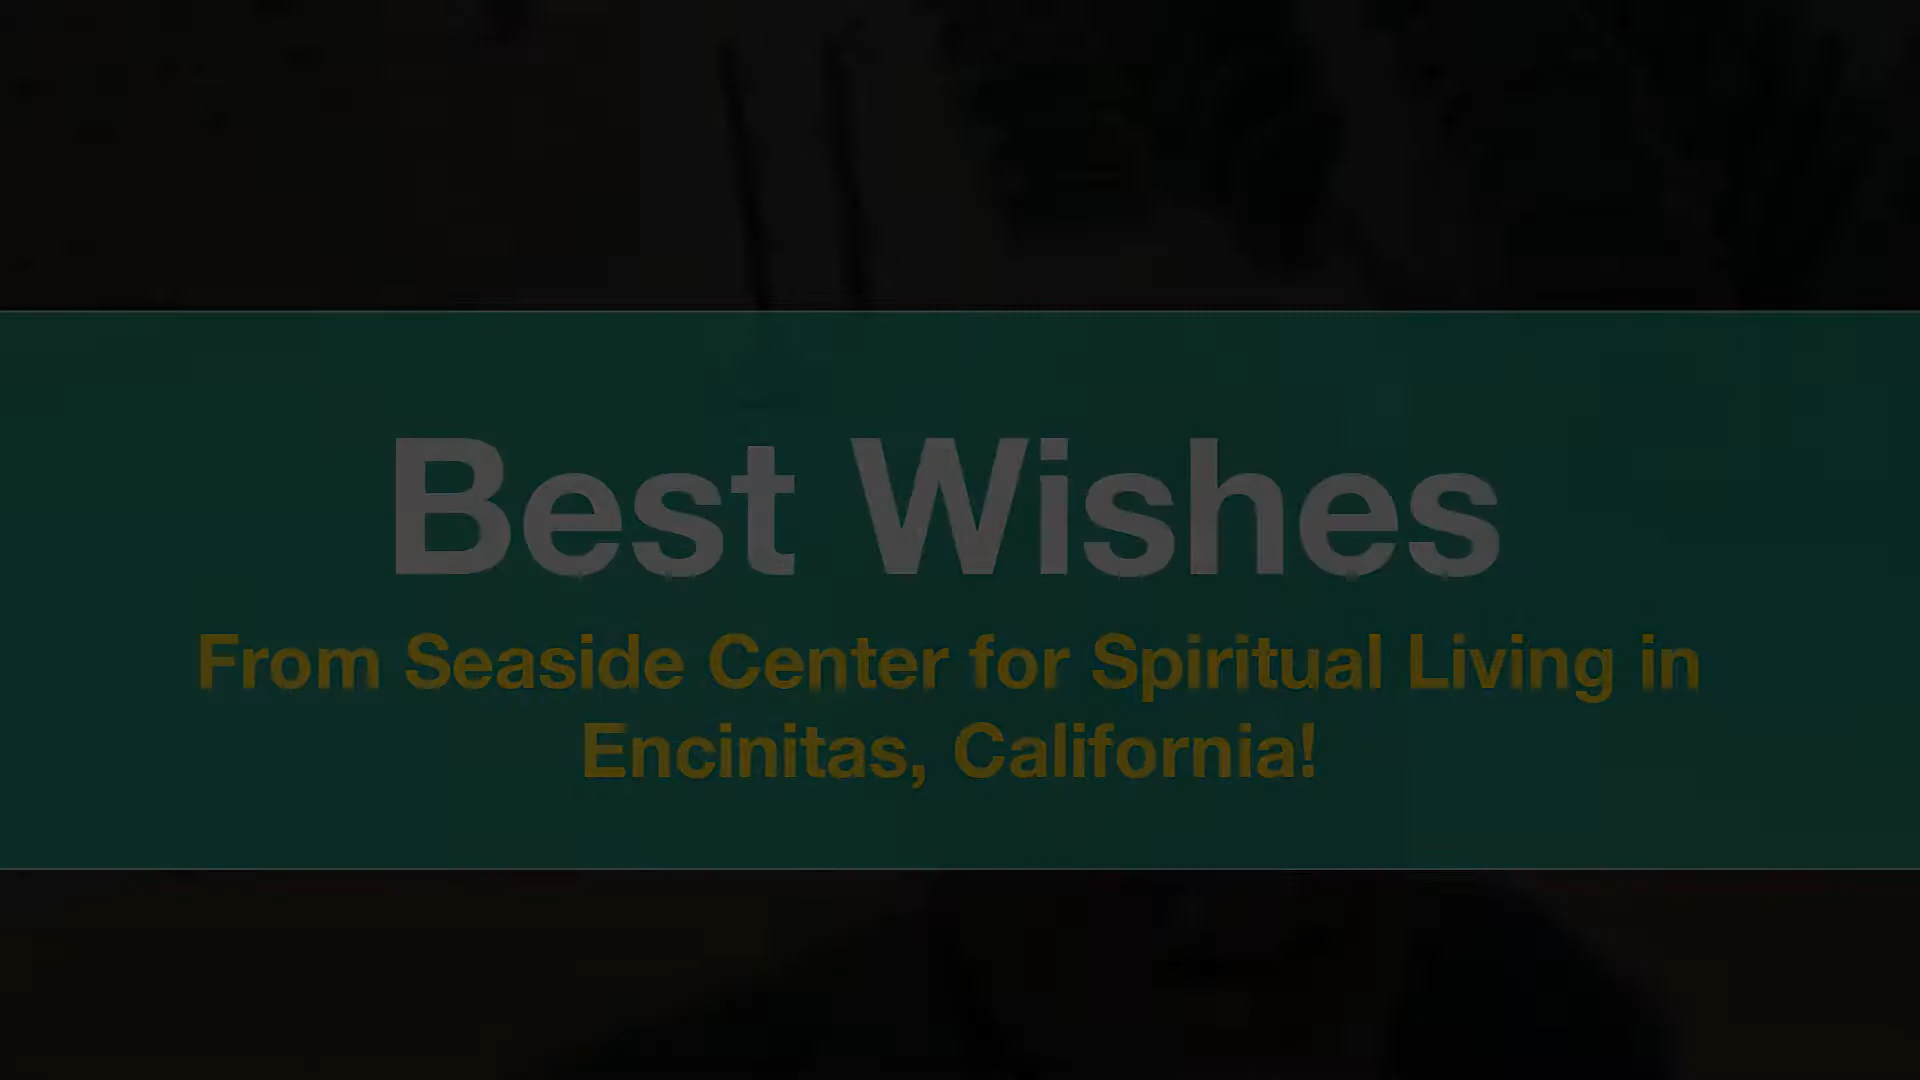 Best Wishes
From Seaside Center for Spiritual Living in
Encinitas, California!